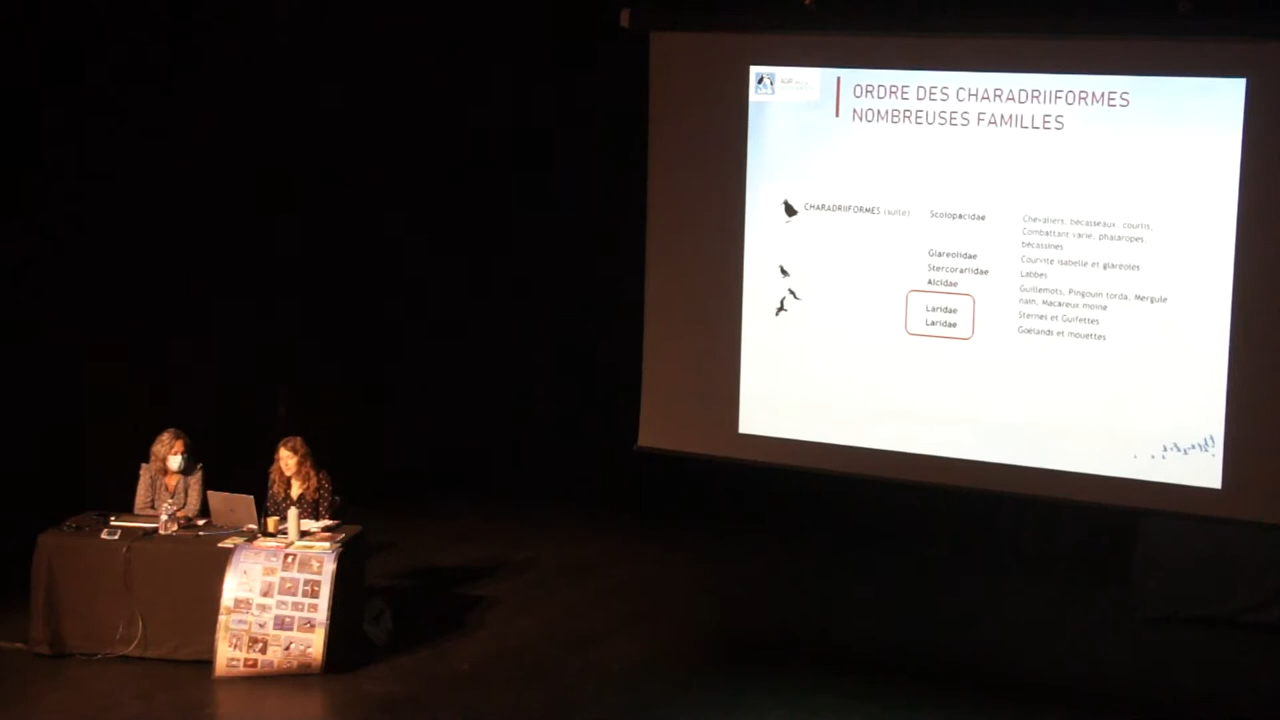 ORDRE DES CHARADRIIFORMES
NOMBREUSES FAMILLES
CHARADRIIFORMES (suite)
Scolopacidae
Chevaliers, bécasseaux, courlis,
Combattant varié, phalaropes,
bécassines
Glareolidae
Courvite isabelle et glaréoles
Stercorariidae
Labbes
Alcidae
Guillemots, Pingouin torda, Mergule
nain, Macareux moine
Laridae
Sternes et Guifettes
Laridae
Goélands et mouettes